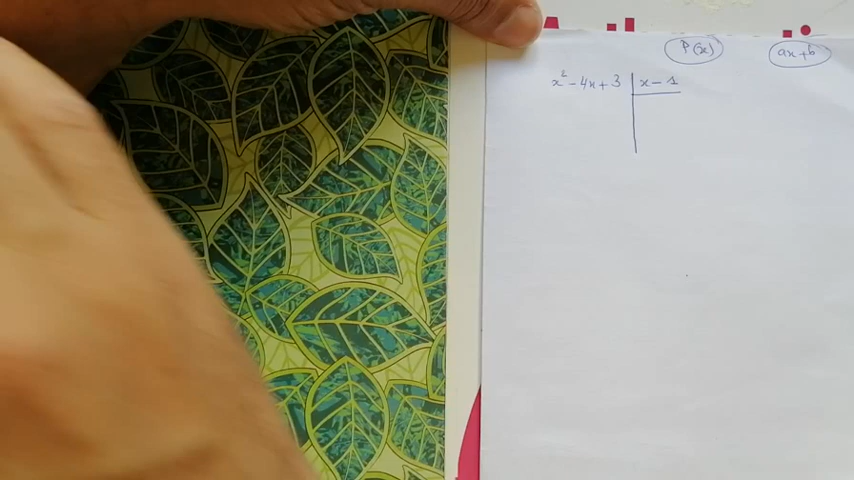 P(x) ax+b
x² - 4x + 3 | x - 1